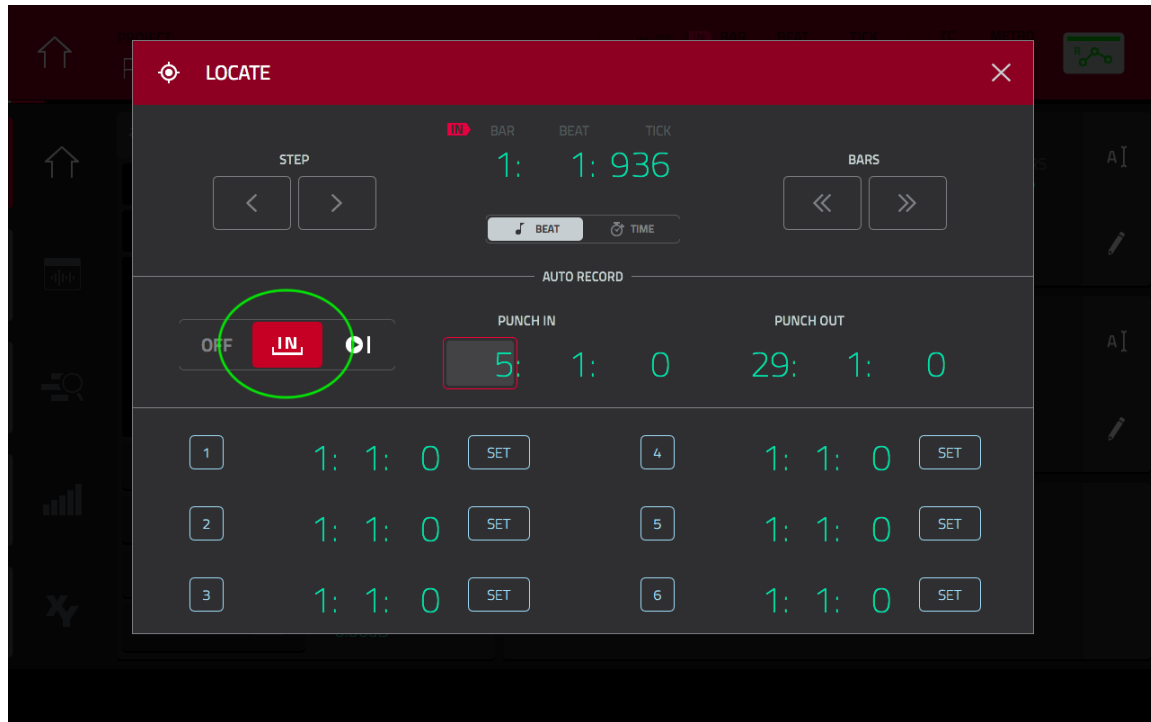 LOCATE
IN BAR BEAT TICK
STEP
1: 1: 936
BARS
BEAT TIME
AUTO RECORD
PUNCH IN PUNCH OUT
OFF IN
5: 1: 0 29: 1: 0
1 1: 1: 0 SET 4 1: 1: 0 SET
2 1: 1: 0 SET 5 1: 1: 0 SET
3 1: 1: 0 SET 6 1: 1: 0 SET
XY